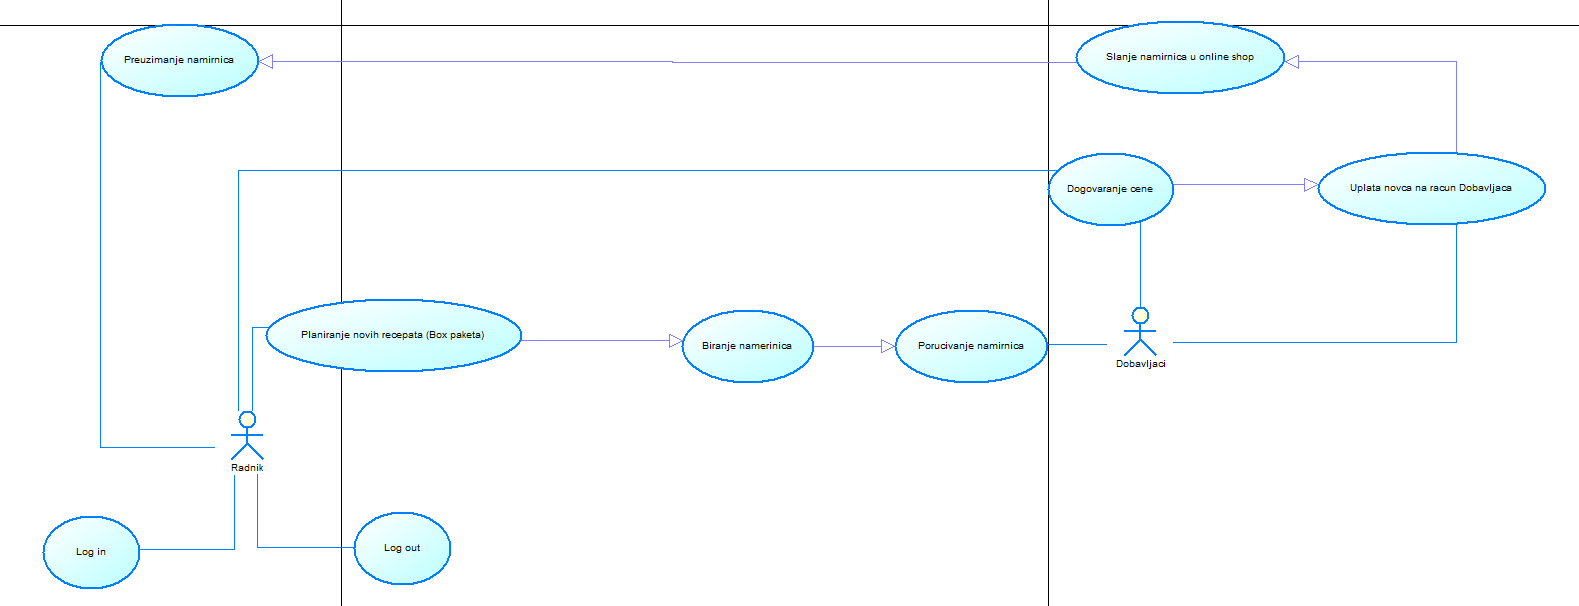 Preuzimanje namirnica
Slanje namirnica u online shop
Dogovaranje cene
Uplata novca na racun Dobavljaca
Planiranje novih recepata (Box paketa)
Biranje namerinica
Porucivanje namirnica
Dobavljaci
Radnik
Log in
Log out